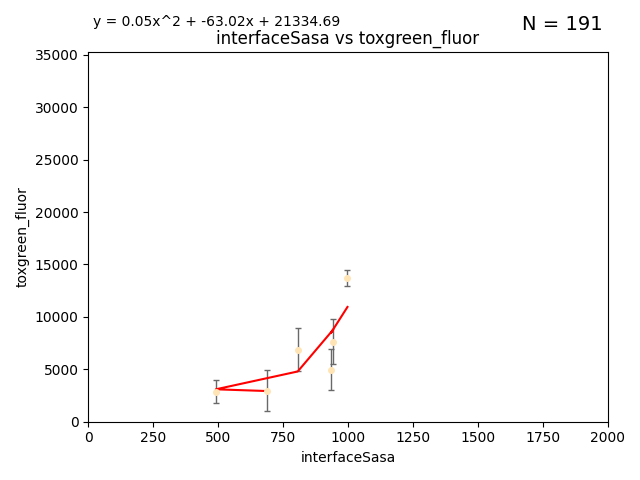 y = 0.05x^2 + -63.02x + 21334.69
N = 191
interfaceSasa vs toxgreen_fluor
35000
30000
25000
20000
15000
10000
5000
0
toxgreen_fluor
0 250 500 750 1000 1250 1500 1750 2000
interfaceSasa